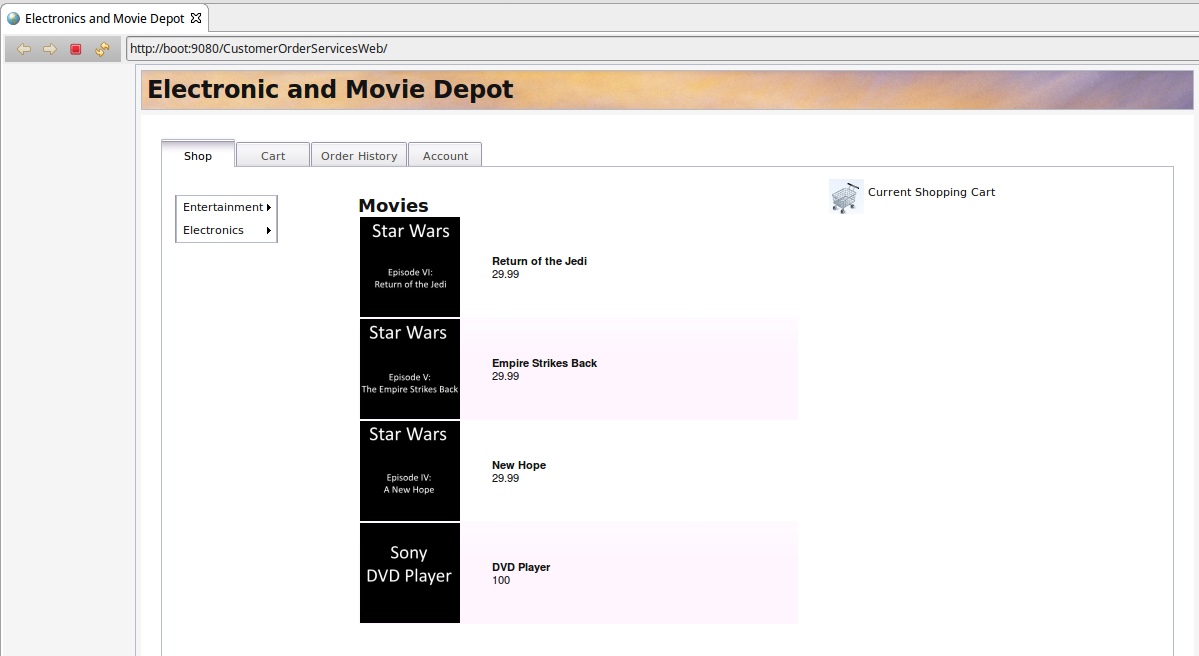 Electronics and Movie Depot
http://boot:9080/CustomerOrderServicesWeb/
Electronic and Movie Depot
Shop
Cart
Order History
Account
Entertainment
Electronics
Movies
Current Shopping Cart
Star Wars
Episode VI:
Return of the Jedi
Return of the Jedi
29.99
Star Wars
Episode V:
The Empire Strikes Back
Empire Strikes Back
29.99
Star Wars
Episode IV:
A New Hope
New Hope
29.99
Sony
DVD Player
DVD Player
100